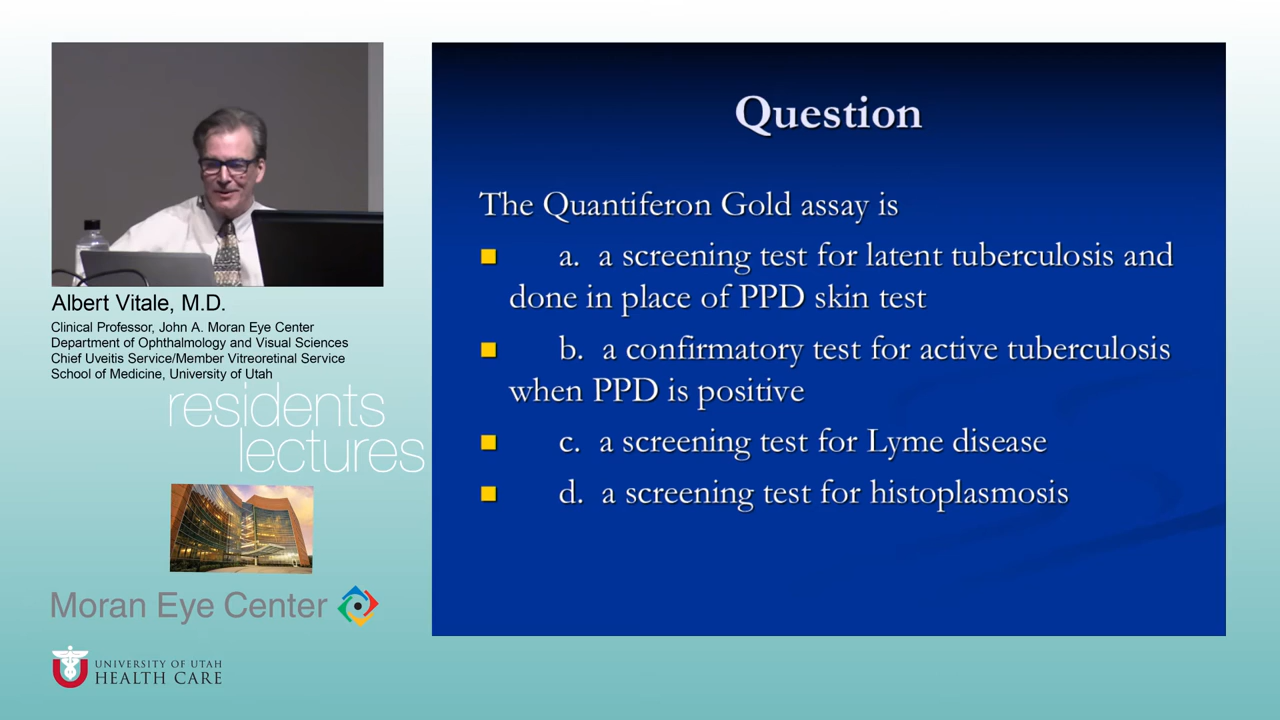 Question
The Quantiferon Gold assay is
a. a screening test for latent tuberculosis and
done in place of PPD skin test
b. a confirmatory test for active tuberculosis
when PPD is positive
c. a screening test for Lyme disease
d. a screening test for histoplasmosis
Albert Vitale, M.D.
Clinical Professor, John A. Moran Eye Center
Department of Ophthalmology and Visual Sciences
Chief Uveitis Service/Member Vitreoretinal Service
School of Medicine, University of Utah
residents
lectures
Moran Eye Center
UNIVERSITY OF UTAH
HEALTH CARE